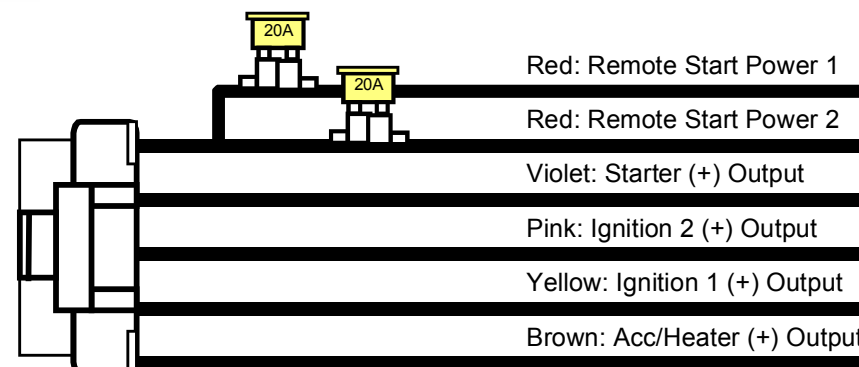 20A
Red: Remote Start Power 1
20A
Red: Remote Start Power 2
Violet: Starter (+) Output
Pink: Ignition 2 (+) Output
Yellow: Ignition 1 (+) Output
Brown: Acc/Heater (+) Output